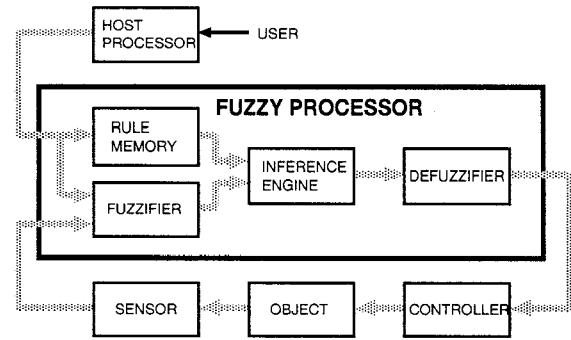 HOST
PROCESSOR
USER
FUZZY PROCESSOR
RULE
MEMORY
INFERENCE
ENGINE
DEFUZZIFIER
FUZZIFIER
SENSOR
OBJECT
CONTROLLER